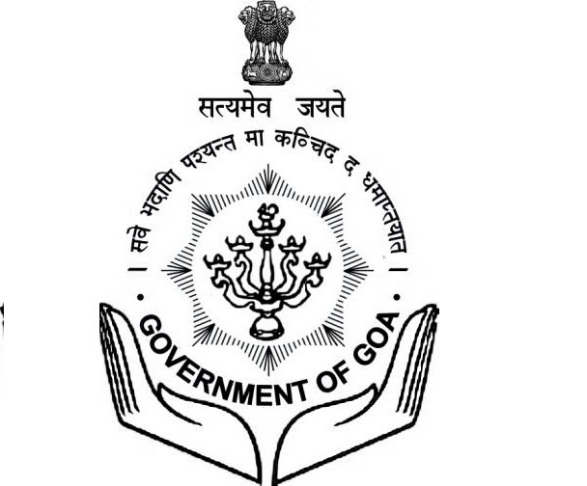 सत्यमेव जयते
। सर्वे भद्राणि पश्यन्तु मा कश्चिद् द
GOVERNMENT OF GOA